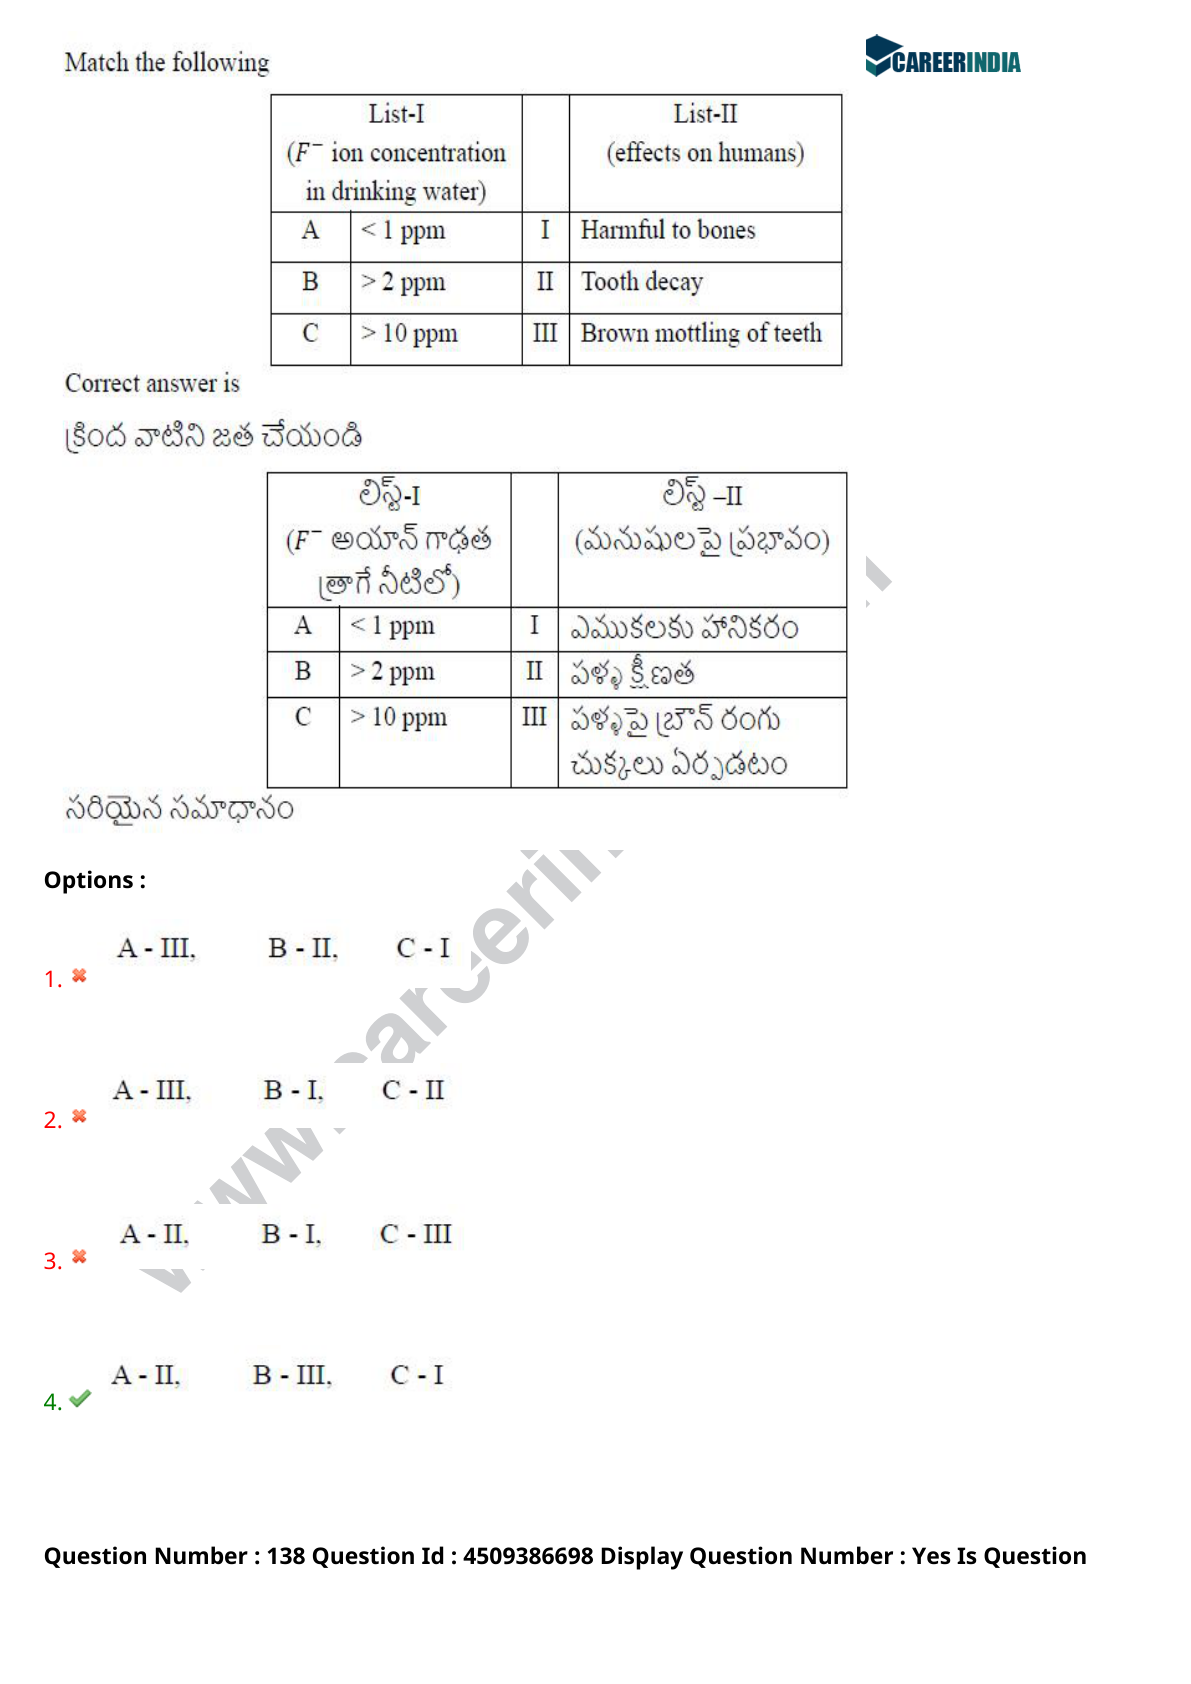 Match the following
CAREERINDIA
List-I
(F⁻ ion concentration
in drinking water)
List-II
(effects on humans)
A < 1 ppm I Harmful to bones
B > 2 ppm II Tooth decay
C > 10 ppm III Brown mottling of teeth
Correct answer is
క్రింద వాటిని జత చేయండి
లిస్ట్-I
(F⁻ అయాన్ గాఢత
త్రాగే నీటిలో)
లిస్ట్ –II
(మనుషులపై ప్రభావం)
A < 1 ppm I ఎముకలకు హానికరం
B > 2 ppm II పళ్ళు క్షీణత
C > 10 ppm III పళ్ళుపై బ్రౌన్ రంగు
చుక్కలు ఏర్పడటం
సరియైన సమాధానం
Options :
A - III, B - II, C - I
1.
A - III, B - I, C - II
2.
A - II, B - I, C - III
3.
A - II, B - III, C - I
4.
Question Number : 138 Question Id : 4509386698 Display Question Number : Yes Is Question